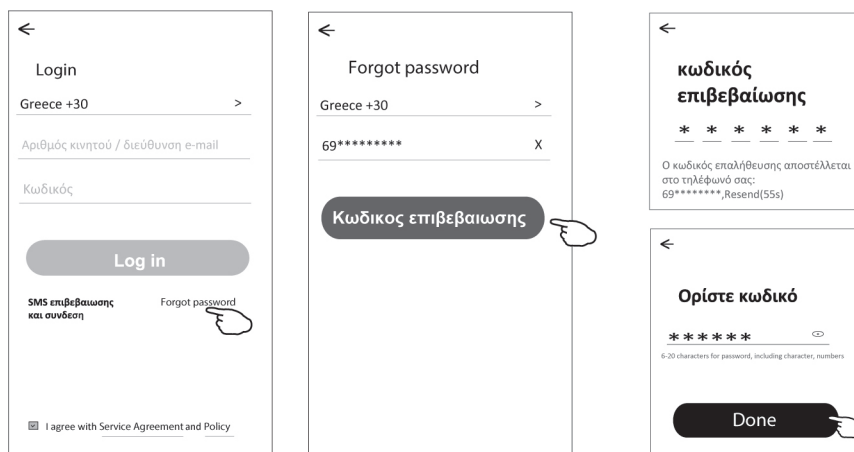 Login
Greece +30 >
Αριθμός κινητού / διεύθυνση e-mail
Κωδικός
Log in
SMS επιβεβαιωσης
και συνδεση
Forgot password
I agree with Service Agreement and Policy
Forgot password
Greece +30 >
69********* X
Κωδικος επιβεβαιωσης
κωδικός
επιβεβαίωσης
* * * * * *
Ο κωδικός επαλήθευσης αποστέλλεται
στο τηλέφωνό σας:
69********,Resend(55s)
Ορίστε κωδικό
******
6-20 characters for password, including character, numbers
Done